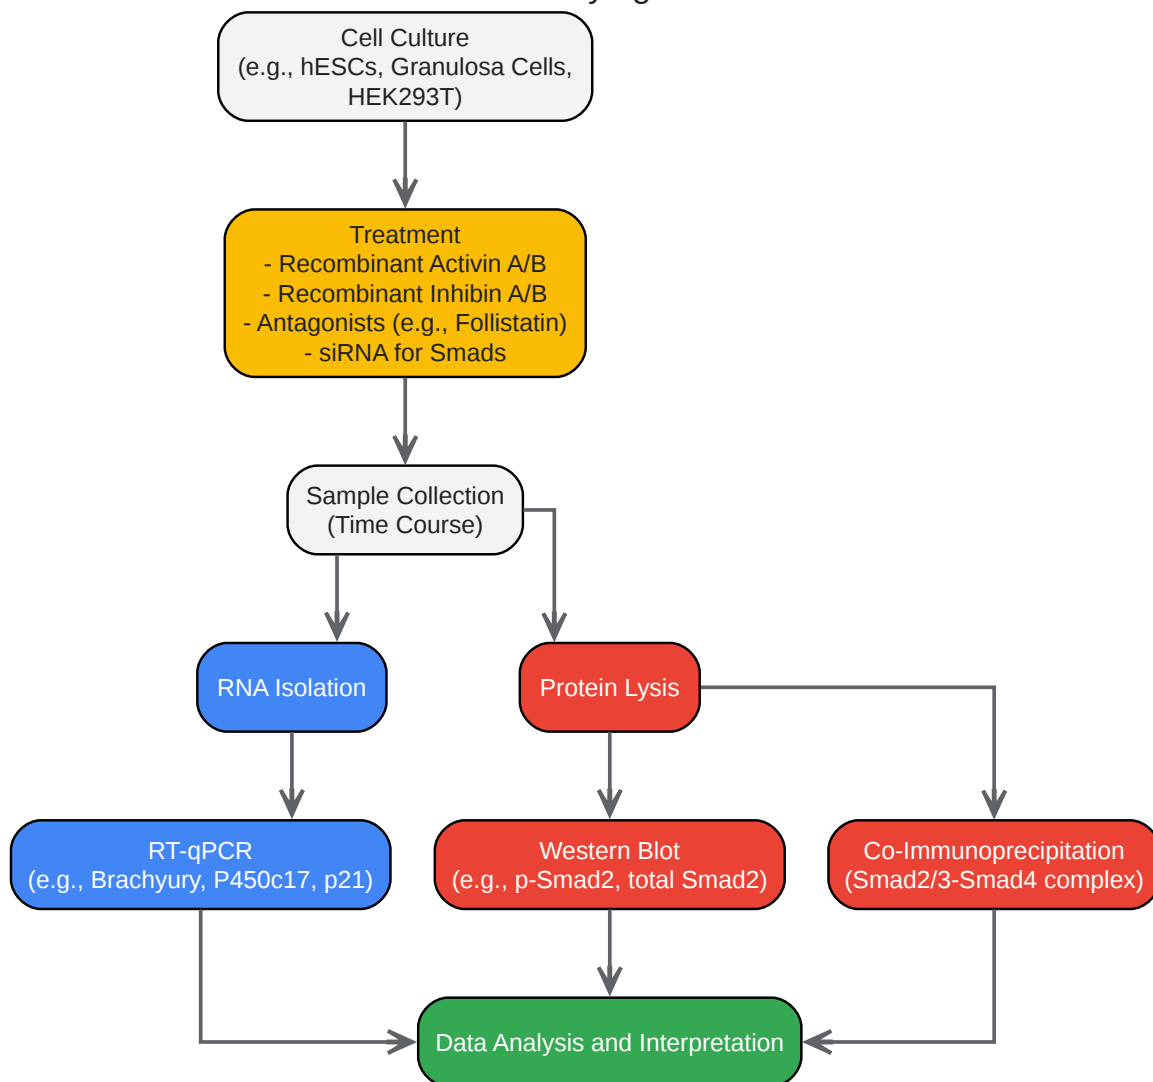 Cell Culture
(e.g., hESCs, Granulosa Cells,
HEK293T)
Treatment
- Recombinant Activin A/B
- Recombinant Inhibin A/B
- Antagonists (e.g., Follistatin)
- siRNA for Smads
Sample Collection
(Time Course)
RNA Isolation
Protein Lysis
RT-qPCR
(e.g., Brachyury, P450c17, p21)
Western Blot
(e.g., p-Smad2, total Smad2)
Co-Immunoprecipitation
(Smad2/3-Smad4 complex)
Data Analysis and Interpretation